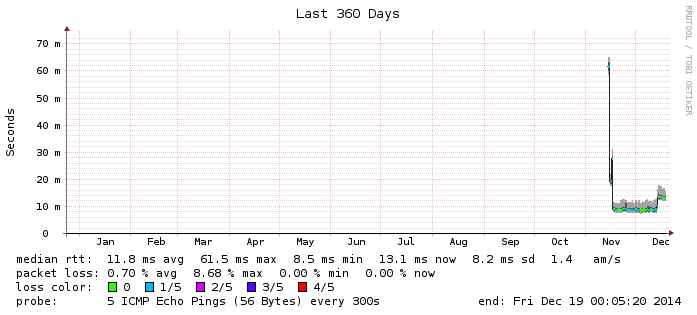 Last 360 Days
RRDTOOL / TOBI OETIKER
Seconds
70 m
60 m
50 m
40 m
30 m
20 m
10 m
0
Jan Feb Mar Apr May Jun Jul Aug Sep Oct Nov Dec
median rtt: 11.8 ms avg 61.5 ms max 8.5 ms min 13.1 ms now 8.2 ms sd 1.4 am/s
packet loss: 0.70 % avg 8.68 % max 0.00 % min 0.00 % now
loss color: 0 1/5 2/5 3/5 4/5
probe: 5 ICMP Echo Pings (56 Bytes) every 300s end: Fri Dec 19 00:05:20 2014